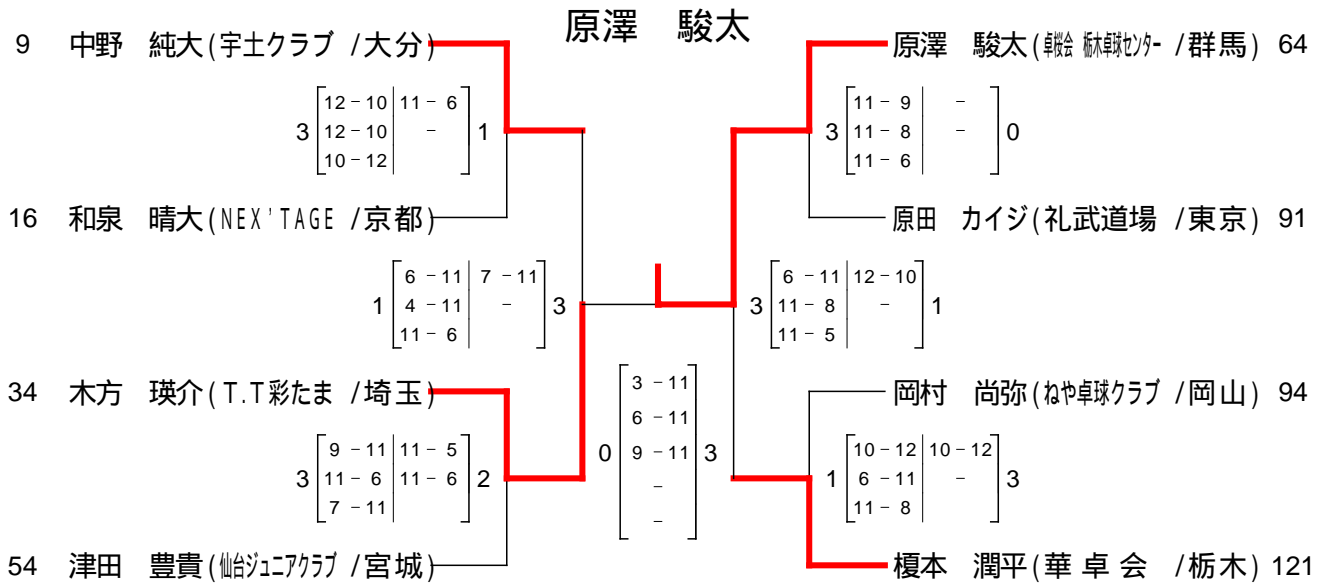 原澤 駿太
9 中野 純大(宇土クラブ /大分)
3 12-10 11-6 1
12-10 -
10-12
16 和泉 晴大(NEX'TAGE /京都)
1 6-11 7-11 3
4-11 -
11-6
34 木方 瑛介(T.T彩たま /埼玉)
3 9-11 11-5 2
11-6 11-6
7-11
54 津田 豊貴(仙台ジュニアクラブ /宮城)
0 3-11 3
6-11
9-11
-
-
原澤 駿太(卓桜会 栃木卓球センター /群馬) 64
3 11-9 - 0
11-8 -
11-6
原田 カイジ(礼武道場 /東京) 91
3 6-11 12-10 1
11-8 -
11-5
岡村 尚弥(ねや卓球クラブ /岡山) 94
1 10-12 10-12 3
6-11 -
11-8
榎本 潤平(華卓会 /栃木) 121